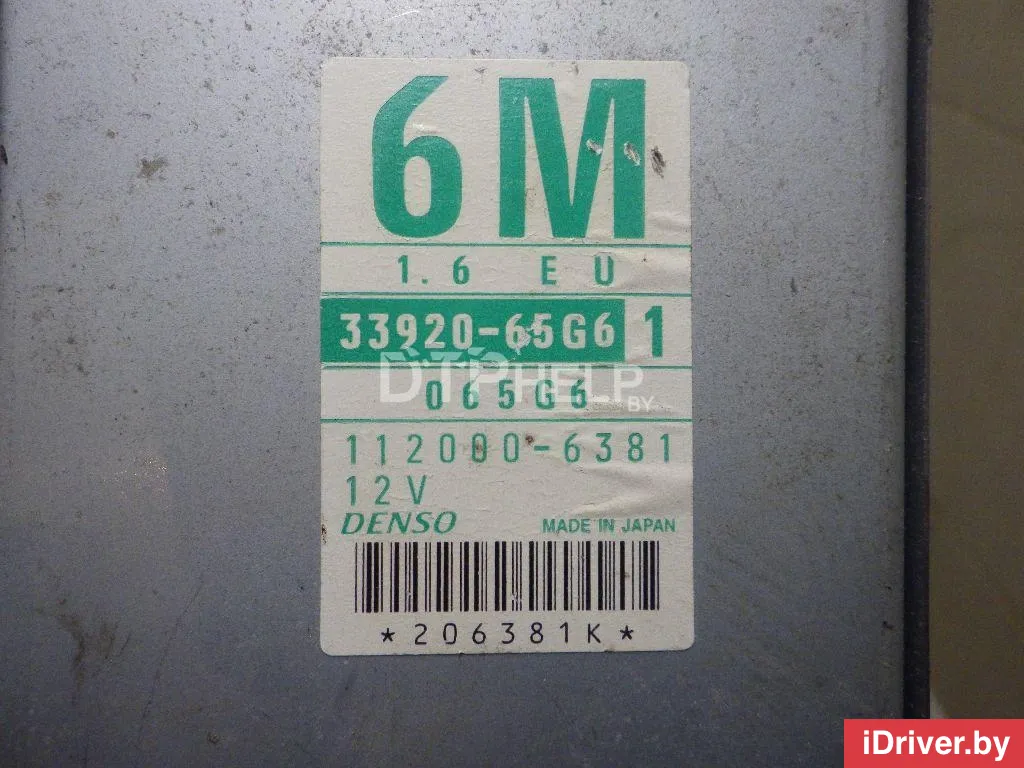 6M
1.6 EU
33920-65G6 1
DTPHELP
BY
065G6
112000-6381
12V
DENSO MADE IN JAPAN
*206381K*
iDriver.by